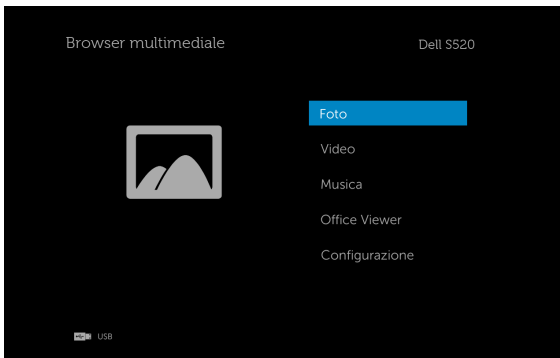 Browser multimediale
Dell S520
Foto
Video
Musica
Office Viewer
Configurazione
USB